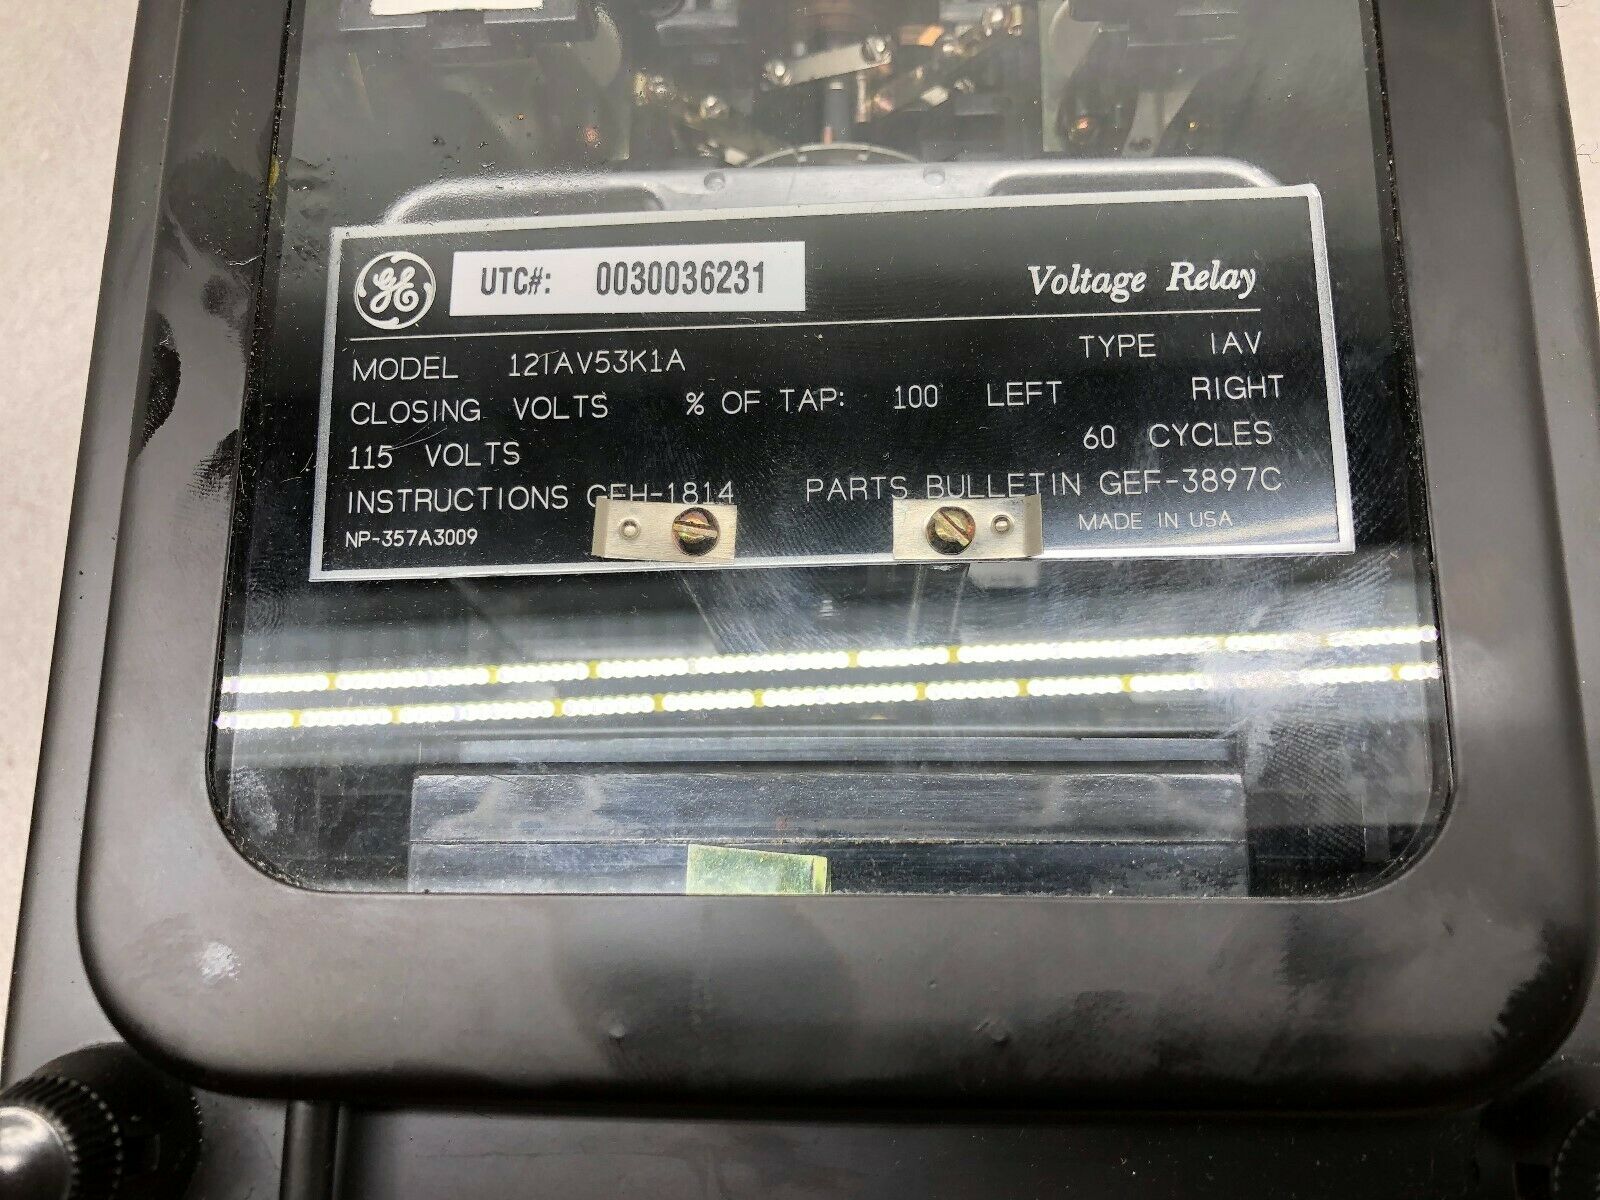 GE UTC#: 0030036231 Voltage Relay
MODEL 12IAV53K1A TYPE IAV
CLOSING VOLTS % OF TAP: 100 LEFT RIGHT
115 VOLTS 60 CYCLES
INSTRUCTIONS GEH-1814 PARTS BULLETIN GEF-3897C
NP-357A3009 MADE IN USA